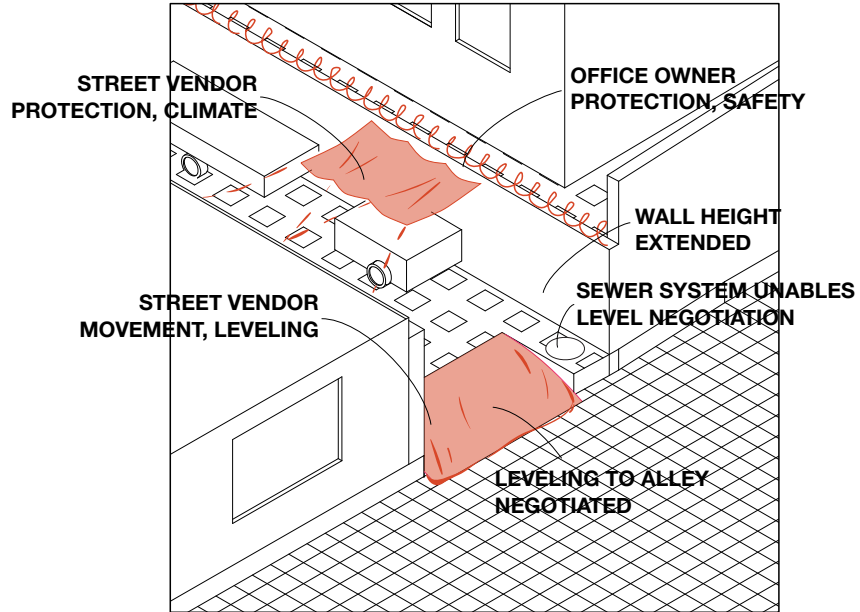 STREET VENDOR
PROTECTION, CLIMATE
OFFICE OWNER
PROTECTION, SAFETY
WALL HEIGHT
EXTENDED
SEWER SYSTEM UNABLES
LEVEL NEGOTIATION
STREET VENDOR
MOVEMENT, LEVELING
LEVELING TO ALLEY
NEGOTIATED